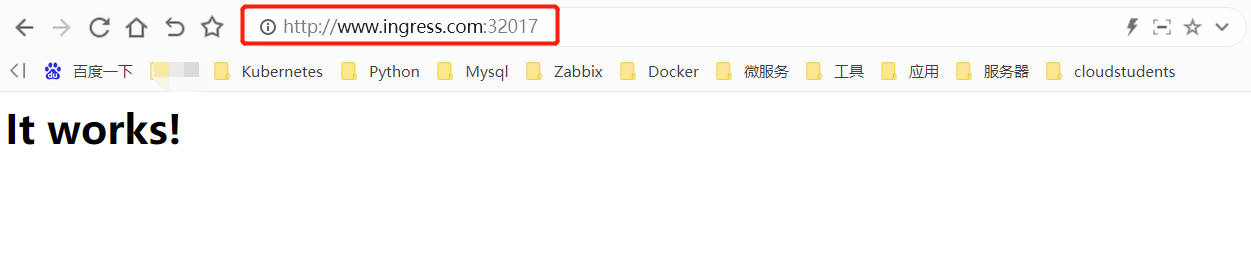 http://www.ingress.com:32017
百度一下 Kubernetes Python Mysql Zabbix Docker 微服务 工具 应用 服务器 cloudstudents
It works!